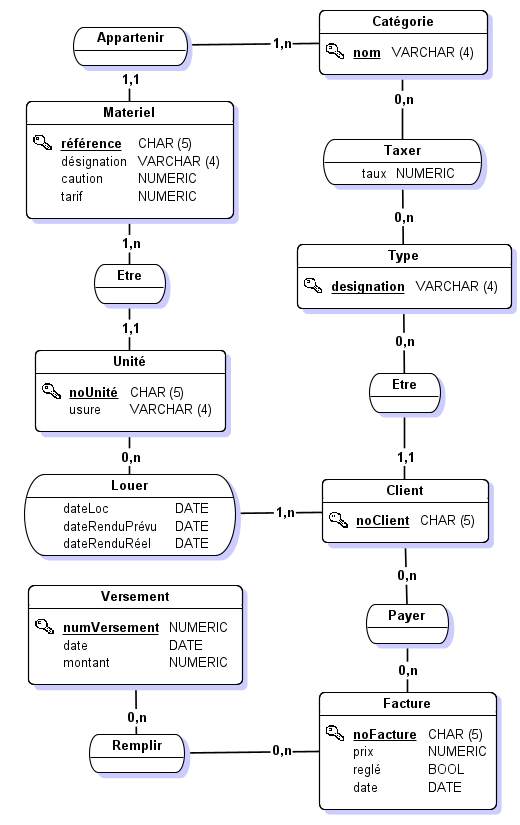 Appartenir
1,n
Catégorie
nom VARCHAR (4)
1,1
0,n
Materiel
référence CHAR (5)
désignation VARCHAR (4)
caution NUMERIC
tarif NUMERIC
Taxer
taux NUMERIC
1,n
0,n
Etre
Type
designation VARCHAR (4)
1,1
0,n
Unité
noUnité CHAR (5)
usure VARCHAR (4)
Etre
0,n
1,1
Louer
dateLoc DATE
dateRenduPrévu DATE
dateRenduRéel DATE
1,n
Client
noClient CHAR (5)
0,n
Versement
numVersement NUMERIC
date DATE
montant NUMERIC
Payer
0,n
0,n
Facture
noFacture CHAR (5)
prix NUMERIC
reglé BOOL
date DATE
Remplir
0,n